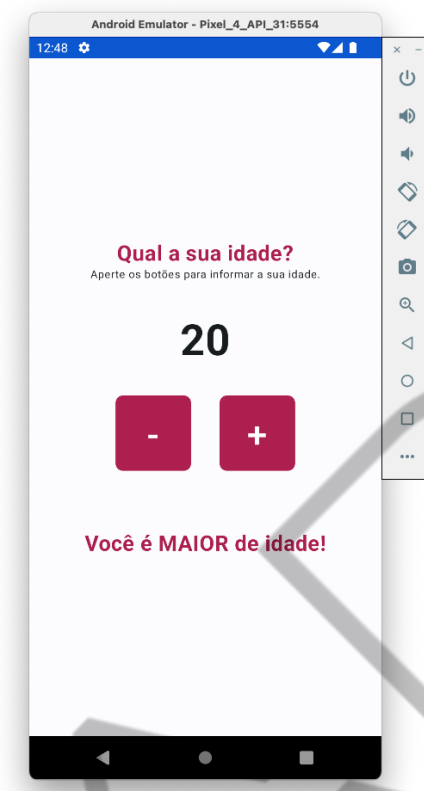 Android Emulator - Pixel_4_API_31:5554
12:48
Qual a sua idade?
Aperte os botões para informar a sua idade.
20
- +
Você é MAIOR de idade!